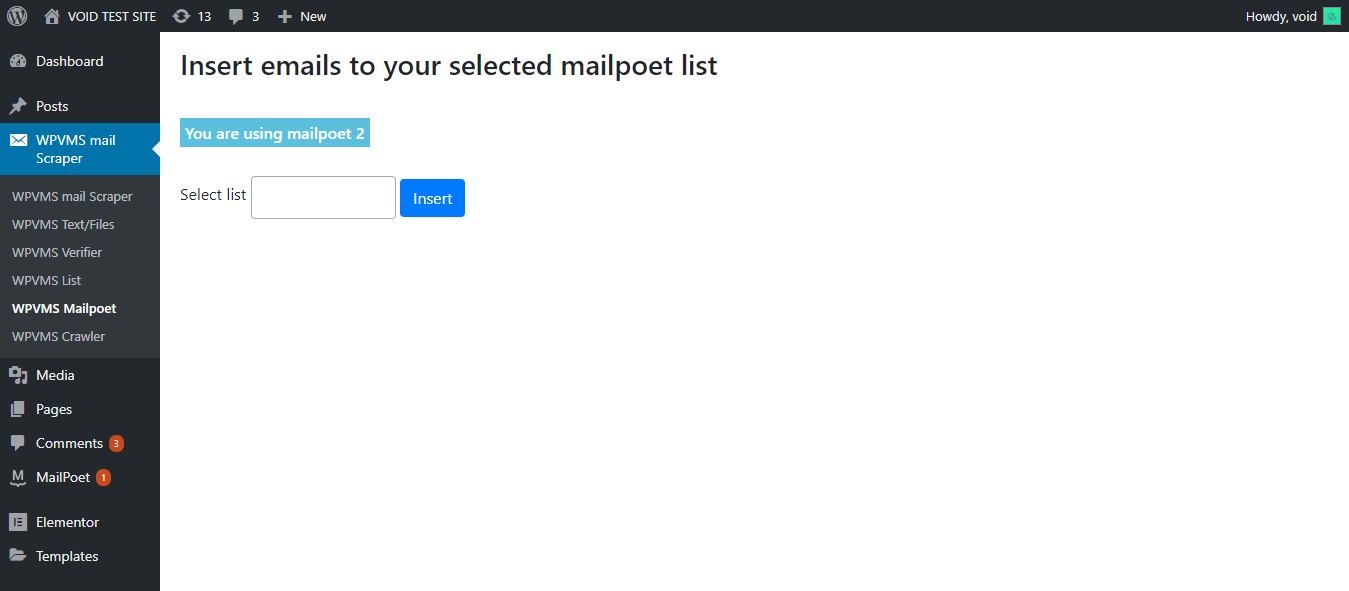 VOID TEST SITE 13 3 New Howdy, void
Dashboard
Posts
WPVMS mail
Scraper
WPVMS mail Scraper
WPVMS Text/Files
WPVMS Verifier
WPVMS List
WPVMS Mailpoet
WPVMS Crawler
Media
Pages
Comments 3
MailPoet 1
Elementor
Templates
Insert emails to your selected mailpoet list
You are using mailpoet 2
Select list Insert